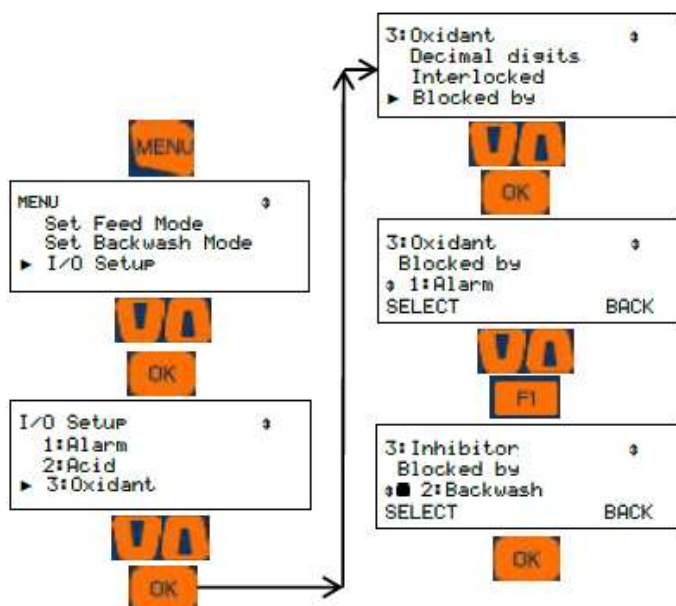 MENU
MENU
Set Feed Mode
Set Backwash Mode
► I/O Setup
OK
I/O Setup
1:Alarm
2:Acid
► 3:Oxidant
OK
3:Oxidant
Decimal digits
Interlocked
► Blocked by
OK
3:Oxidant
Blocked by
1:Alarm
SELECT BACK
F1
3:Inhibitor
Blocked by
2:Backwash
SELECT BACK
OK